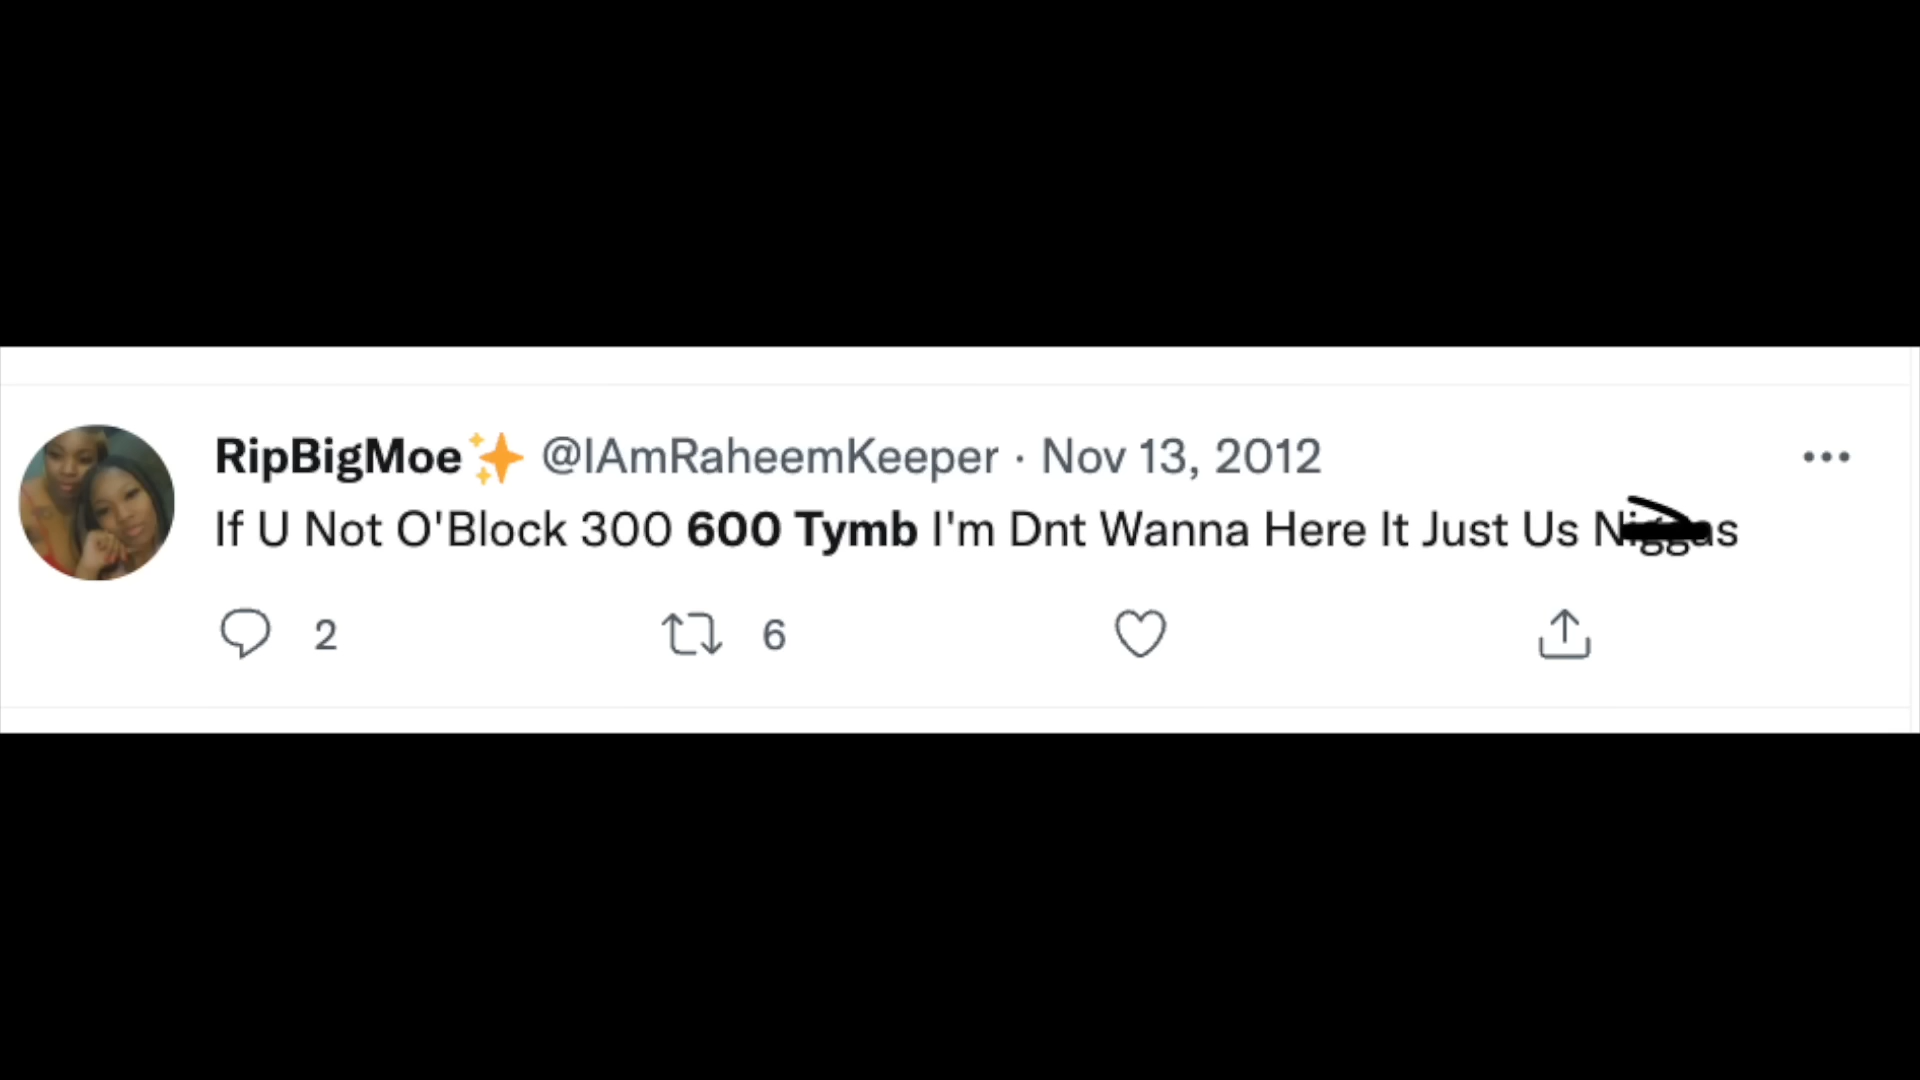 RipBigMoe✨ @IAmRaheemKeeper · Nov 13, 2012
If U Not O'Block 300 600 Tymb I'm Dnt Wanna Here It Just Us Niggas
2 6